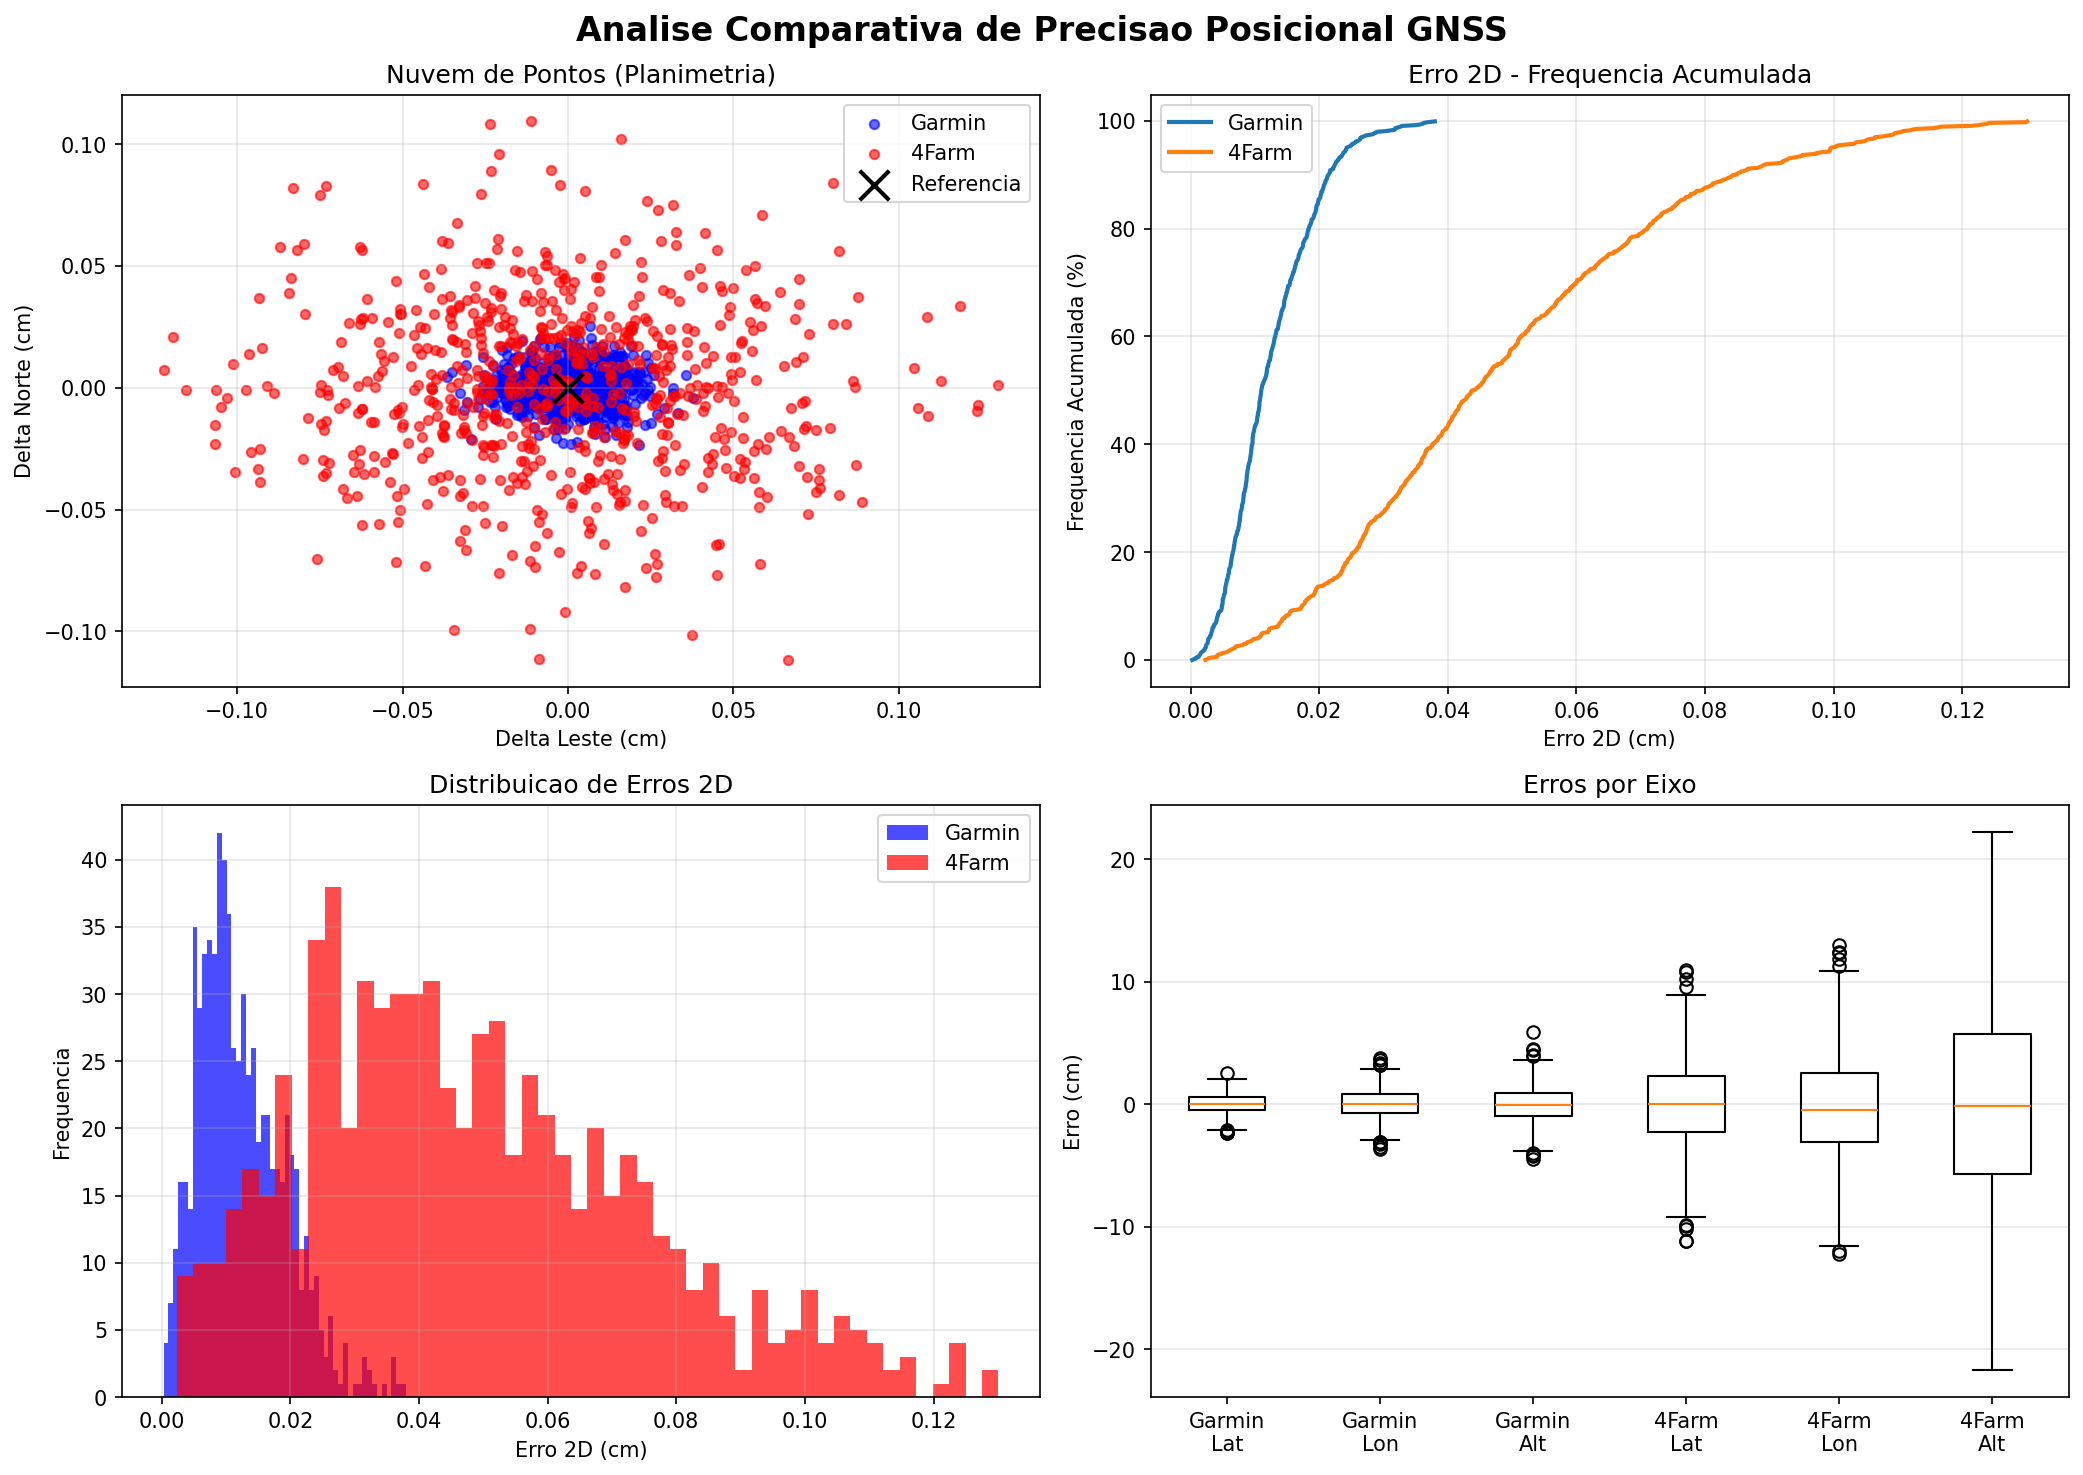 Analise Comparativa de Precisao Posicional GNSS
Nuvem de Pontos (Planimetria)
Delta Norte (cm)
0.10
0.05
0.00
−0.05
−0.10
Garmin
4Farm
Referencia
−0.10
−0.05
0.00
0.05
0.10
Delta Leste (cm)
Erro 2D - Frequencia Acumulada
Frequencia Acumulada (%)
100
80
60
40
20
0
Garmin
4Farm
0.00
0.02
0.04
0.06
0.08
0.10
0.12
Erro 2D (cm)
Distribuicao de Erros 2D
Frequencia
40
35
30
25
20
15
10
5
0
Garmin
4Farm
0.00
0.02
0.04
0.06
0.08
0.10
0.12
Erro 2D (cm)
Erros por Eixo
Erro (cm)
20
10
0
−10
−20
Garmin
Lat
Garmin
Lon
Garmin
Alt
4Farm
Lat
4Farm
Lon
4Farm
Alt